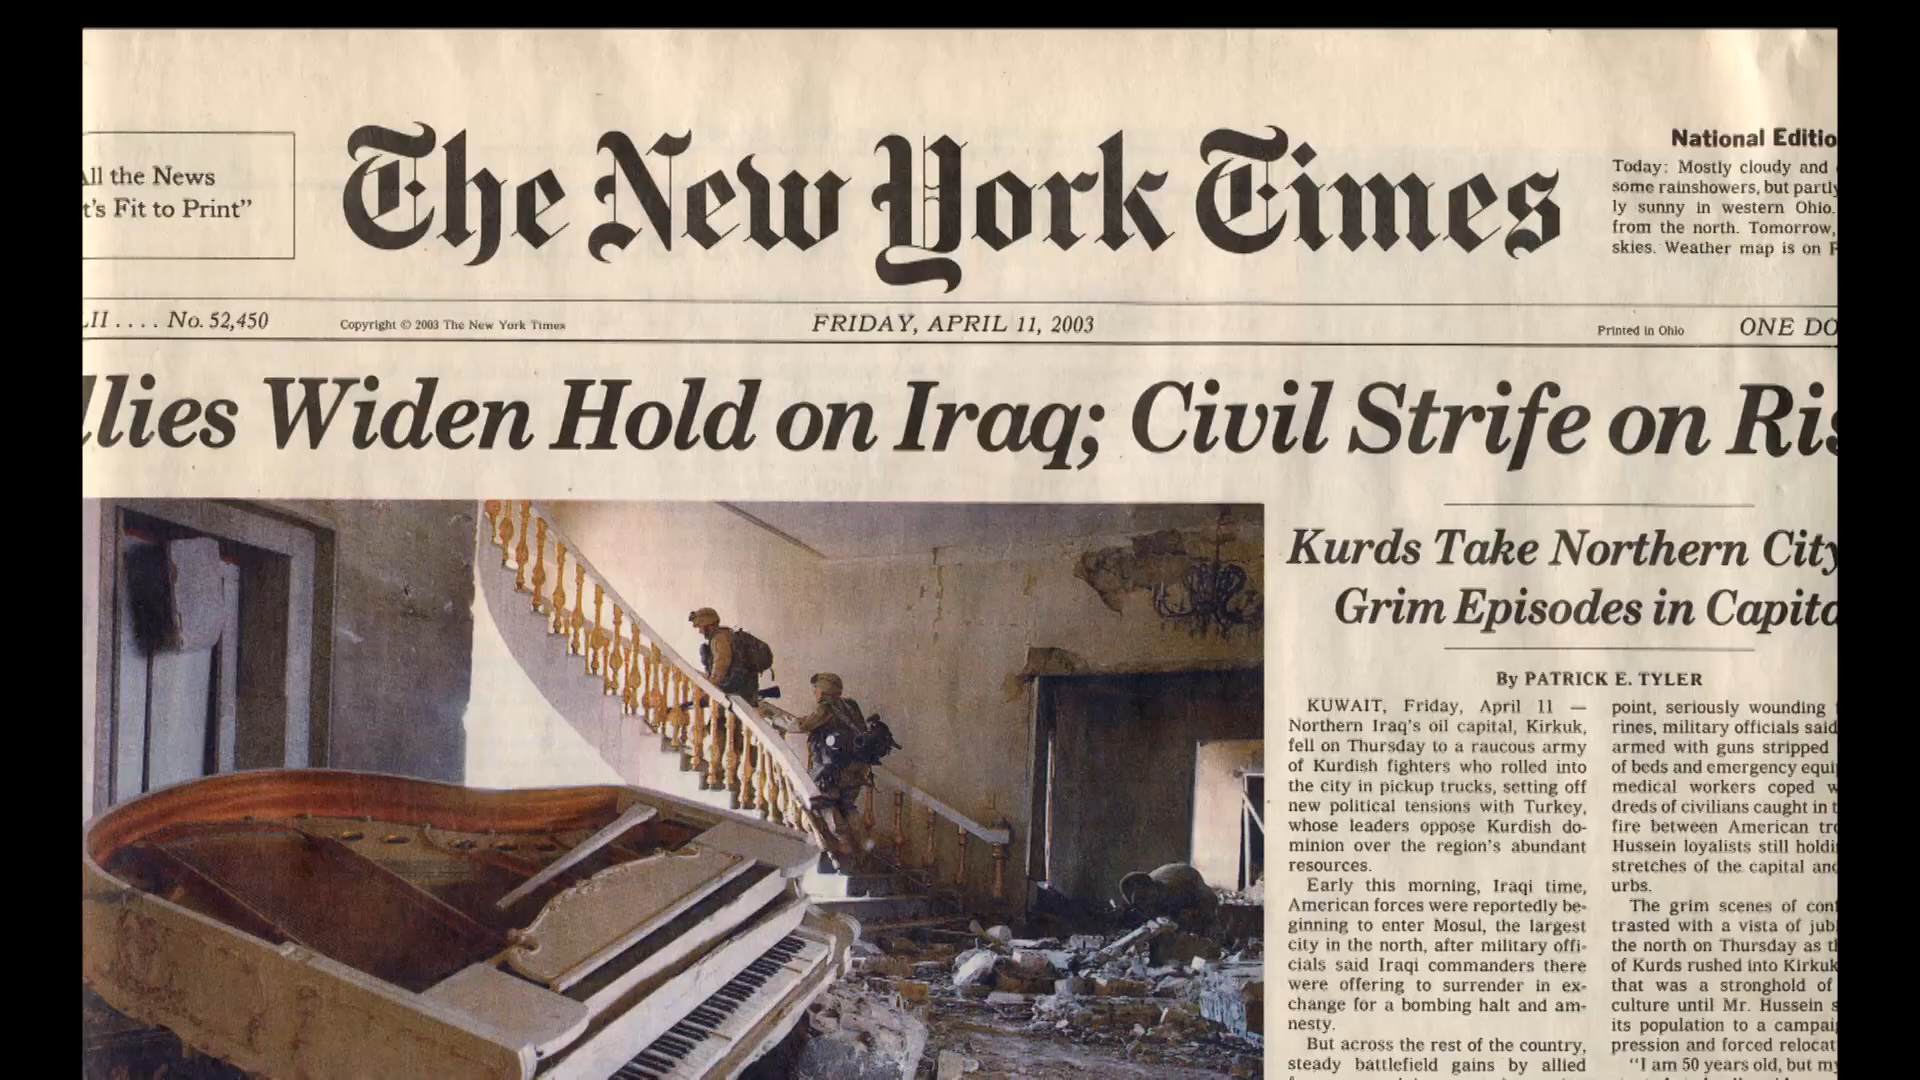 All the News
t's Fit to Print"
The New York Times
National Editio
Today: Mostly cloudy and
some rainshowers, but partly
ly sunny in western Ohio.
from the north. Tomorrow,
skies. Weather map is on P
LII .... No. 52,450
Copyright © 2003 The New York Times
FRIDAY, APRIL 11, 2003
Printed in Ohio
ONE DO
llies Widen Hold on Iraq; Civil Strife on Ris
Kurds Take Northern City
Grim Episodes in Capita
By PATRICK E. TYLER
KUWAIT, Friday, April 11 —
Northern Iraq's oil capital, Kirkuk,
fell on Thursday to a raucous army
of Kurdish fighters who rolled into
the city in pickup trucks, setting off
new political tensions with Turkey,
whose leaders oppose Kurdish do-
minion over the region's abundant
resources.
Early this morning, Iraqi time,
American forces were reportedly be-
ginning to enter Mosul, the largest
city in the north, after military offi-
cials said Iraqi commanders there
were offering to surrender in ex-
change for a bombing halt and am-
nesty.
But across the rest of the country,
steady battlefield gains by allied
point, seriously wounding
rines, military officials said
armed with guns stripped
of beds and emergency equi
medical workers coped w
dreds of civilians caught in t
fire between American tro
Hussein loyalists still holdi
stretches of the capital and
urbs.
The grim scenes of con
trasted with a vista of jub
the north on Thursday as th
of Kurds rushed into Kirkuk
that was a stronghold of
culture until Mr. Hussein s
its population to a campai
pression and forced relocat
"I am 50 years old, but my